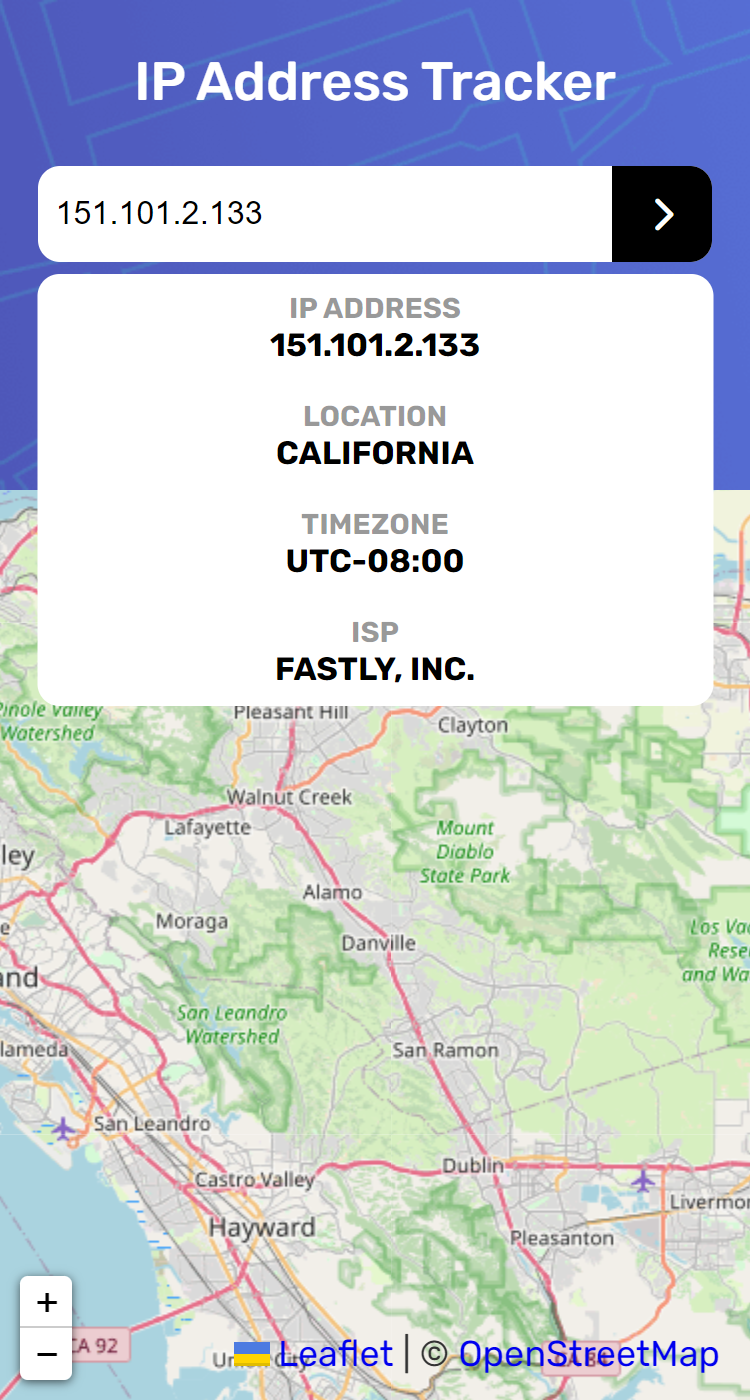 IP Address Tracker
151.101.2.133
IP ADDRESS
151.101.2.133
LOCATION
CALIFORNIA
TIMEZONE
UTC-08:00
ISP
FASTLY, INC.
Pinole Valley
Watershed
Pleasant Hill
Clayton
Walnut Creek
Lafayette
Mount
Diablo
State Park
ley
Alamo
Moraga
Danville
Los Vac
Rese
and Wa
and
San Leandro
Watershed
lameda
San Ramon
San Leandro
Dublin
Castro Valley
Livermor
Hayward
Pleasanton
+
−
CA 92
Leaflet | © OpenStreetMap